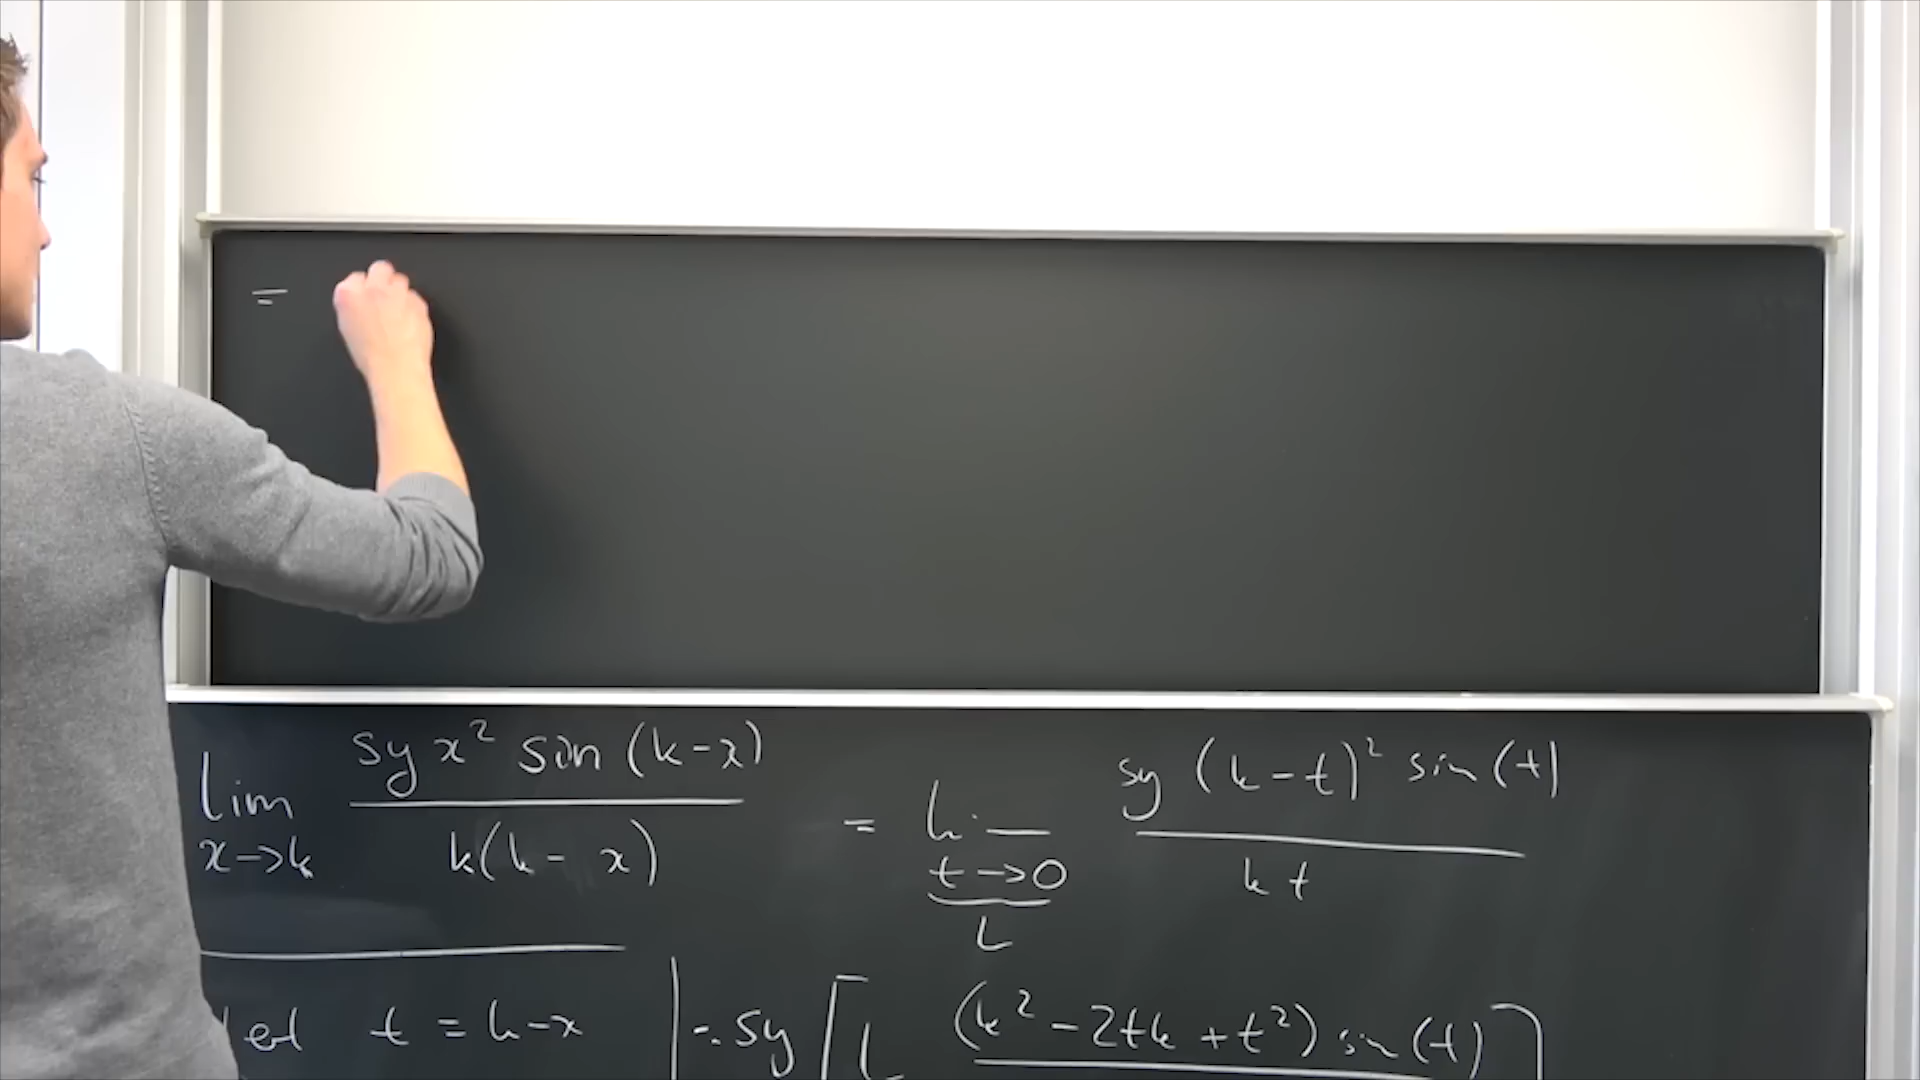 =
lim x->k sy x² sin (k-x) / k(k-x) = lim t->0 sy (k-t)² sin(t) / k t
L
let t = k-x | = sy [ L (k² - 2tk + t²) sin(t) ]